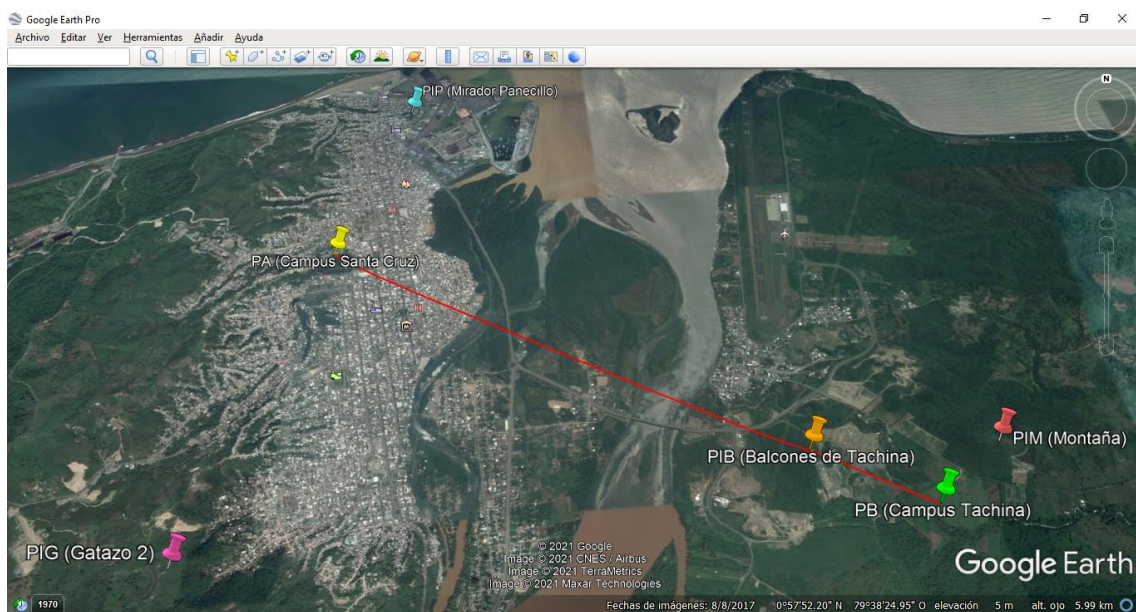 Google Earth Pro
Archivo Editar Ver Herramientas Añadir Ayuda
N
PIP (Mirador Panecillo)
PA (Campus Santa Cruz)
PIM (Montaña)
PIB (Balcones de Tachina)
PB (Campus Tachina)
PIG (Gatazo 2)
© 2021 Google
Image © 2021 CNES / Airbus
Image © 2021 TerraMetrics
Image © 2021 Maxar Technologies
Google Earth
1970
Fechas de imágenes: 8/8/2017 0°57'52.20" N 79°38'24.95" O elevación 5 m alt. ojo 5.99 km